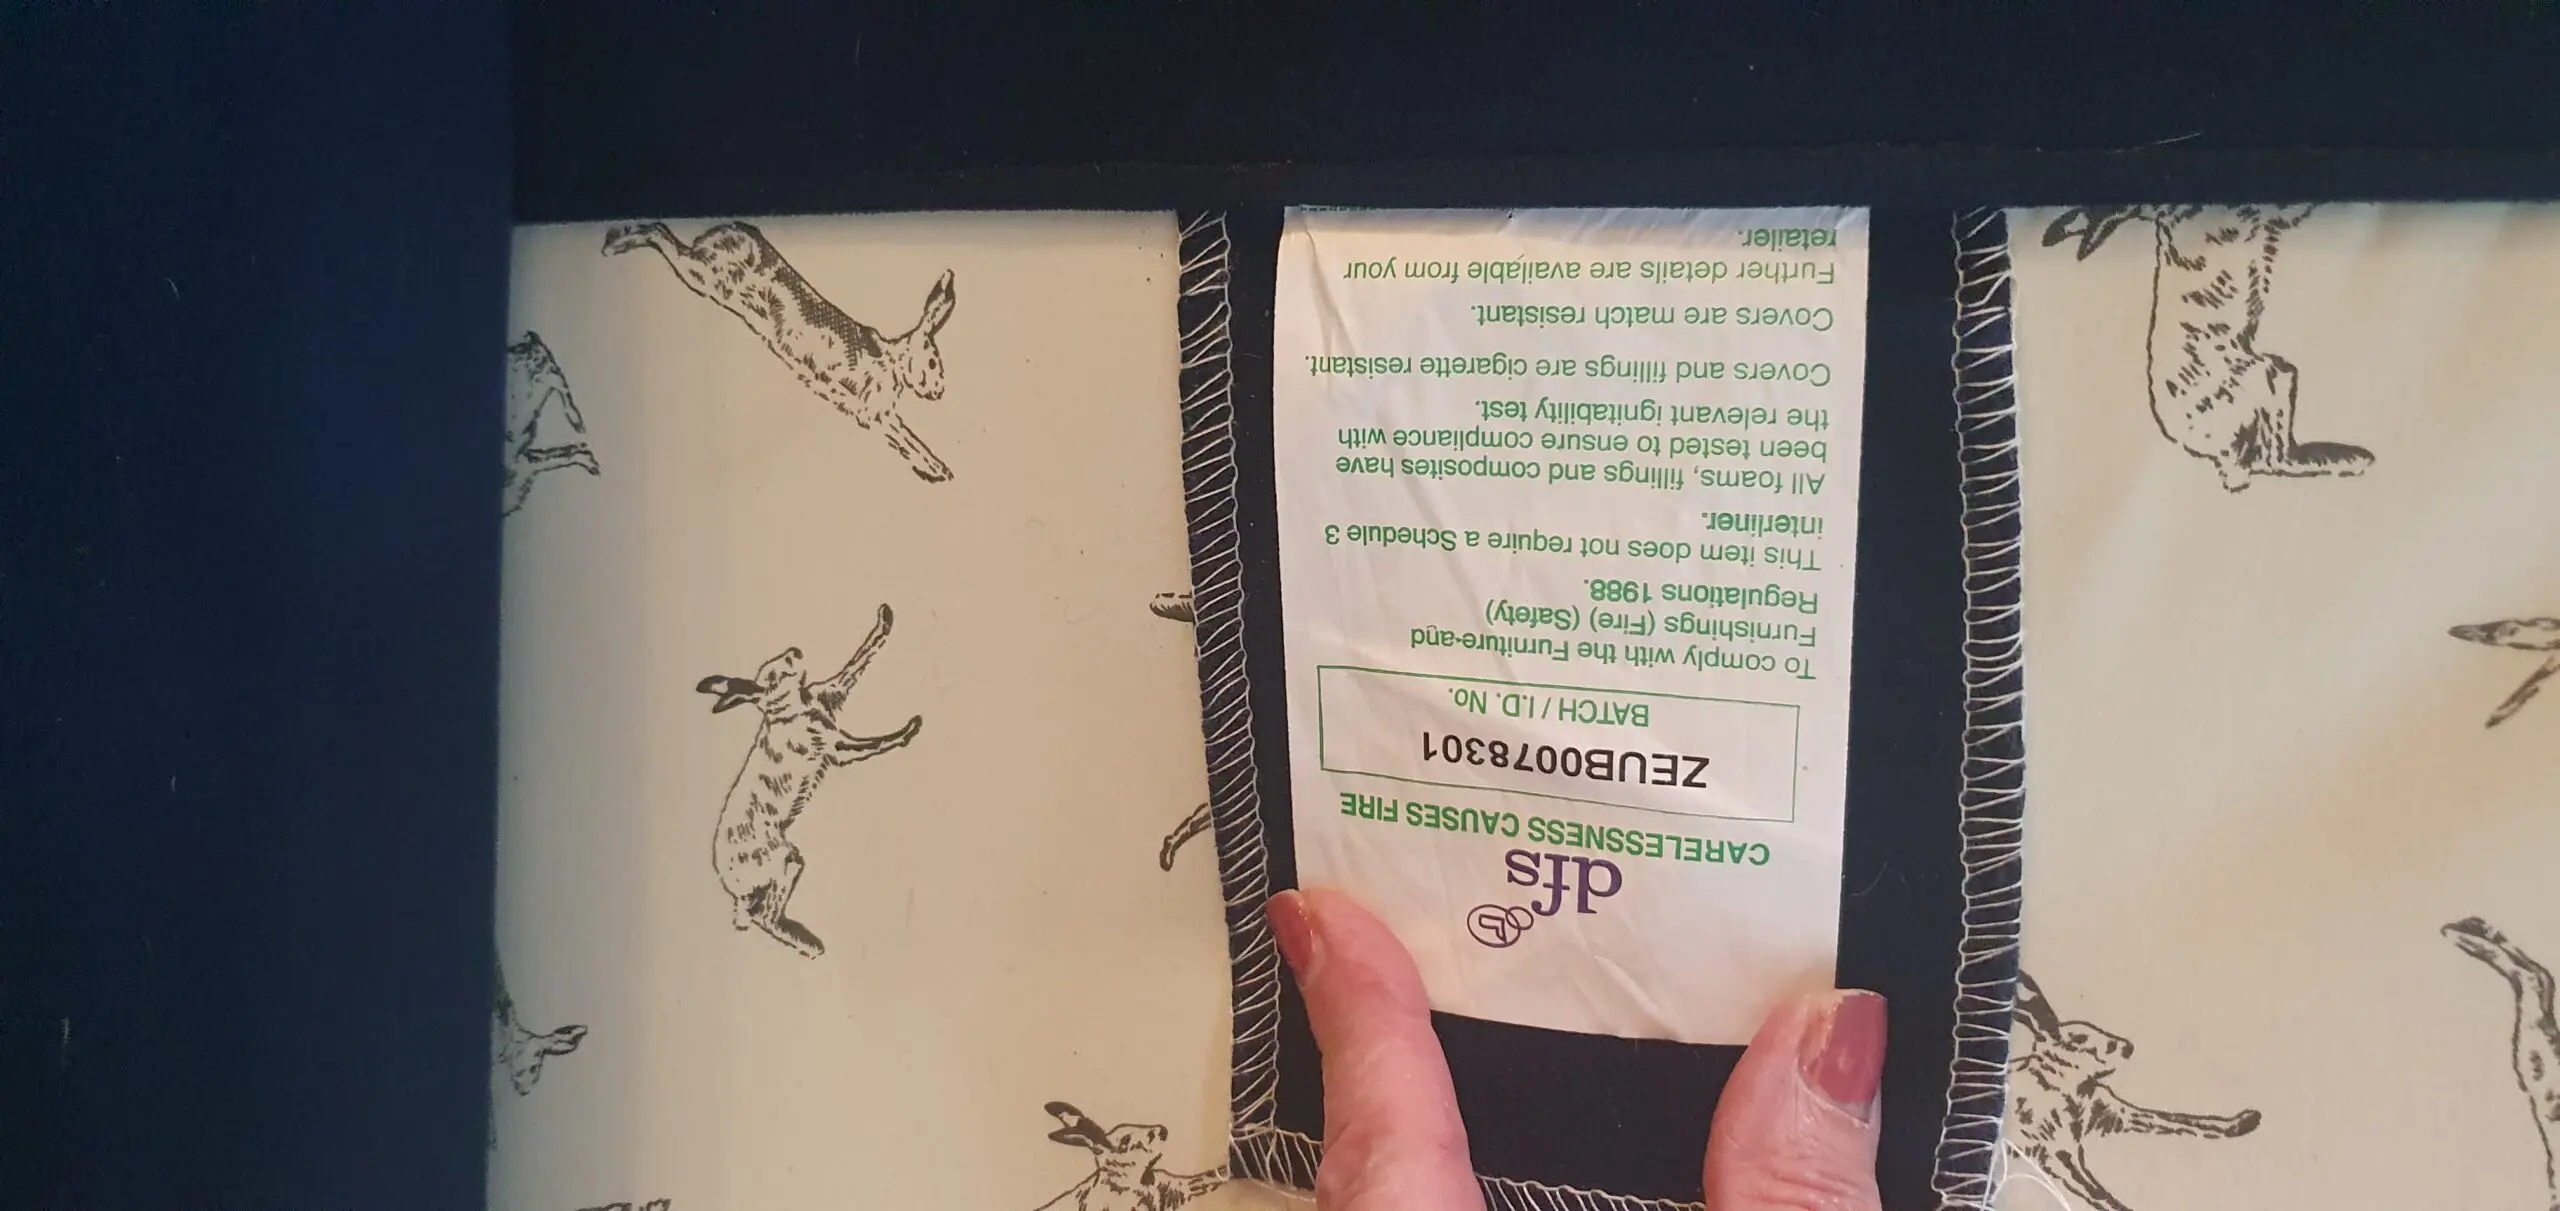 dfs
CARELESSNESS CAUSES FIRE
ZEUB0078301
BATCH / I.D. No.
To comply with the Furniture and
Furnishings (Fire) (Safety)
Regulations 1988.
This item does not require a Schedule 3
interliner.
All foams, fillings and composites have
been tested to ensure compliance with
the relevant ignitability test.
Covers and fillings are cigarette resistant.
Covers are match resistant.
Further details are available from your
retailer.